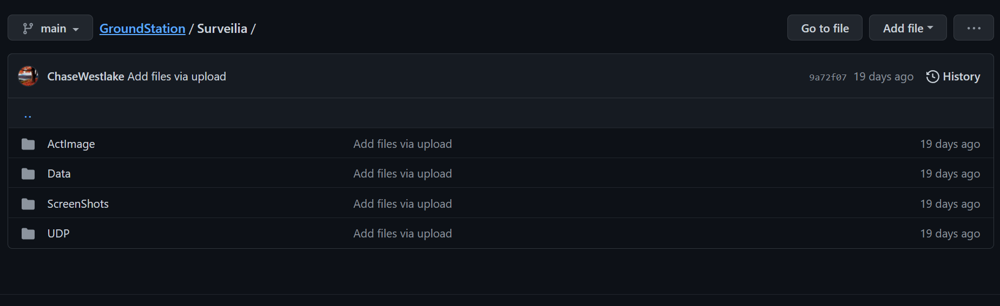 main GroundStation / Surveilia / Go to file Add file ...
ChaseWestlake Add files via upload 9a72f07 19 days ago History
..
ActImage Add files via upload 19 days ago
Data Add files via upload 19 days ago
ScreenShots Add files via upload 19 days ago
UDP Add files via upload 19 days ago